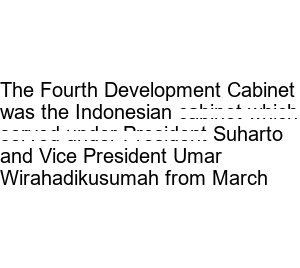 The Fourth Development Cabinet
was the Indonesian cabinet which
served under President Suharto
and Vice President Umar
Wirahadikusumah from March